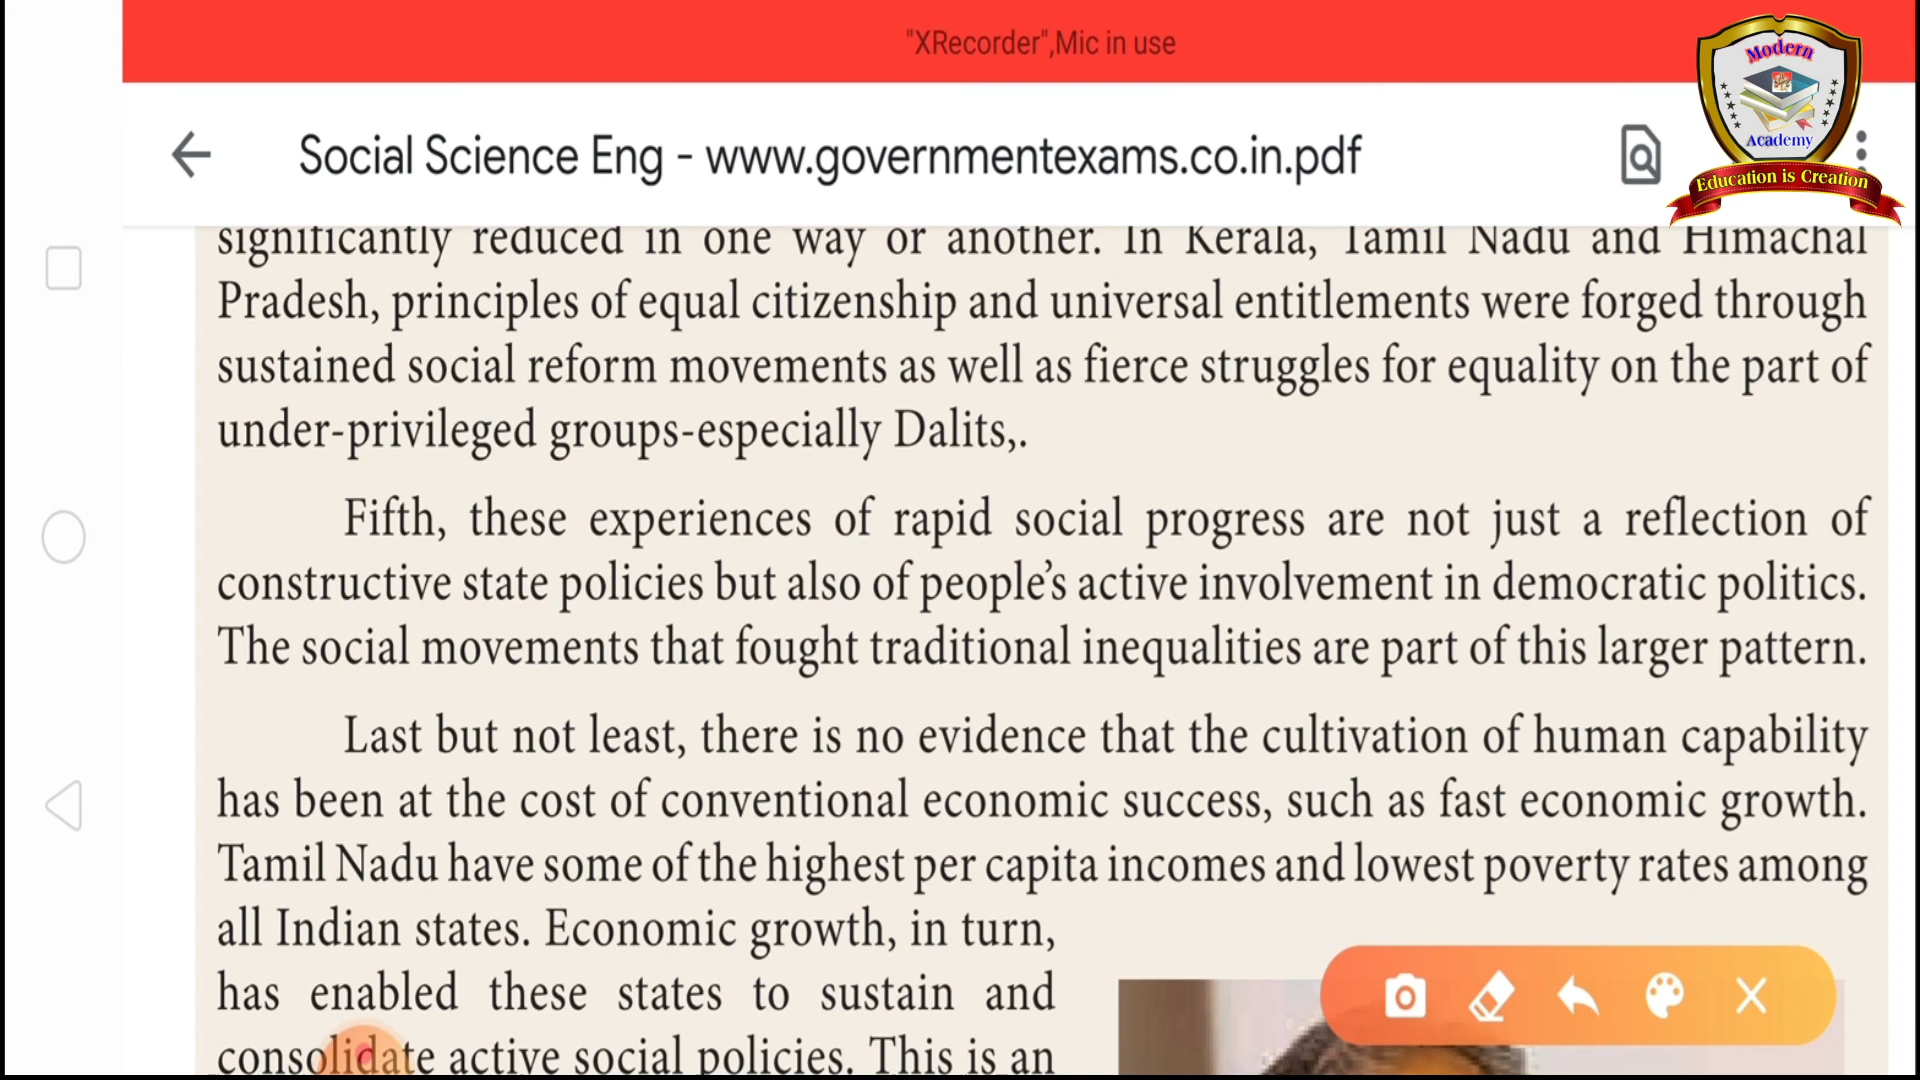 "XRecorder",Mic in use
Modern
Academy
Education is Creation
Social Science Eng - www.governmentexams.co.in.pdf
significantly reduced in one way or another. In Kerala, Tamil Nadu and Himachal
Pradesh, principles of equal citizenship and universal entitlements were forged through
sustained social reform movements as well as fierce struggles for equality on the part of
under-privileged groups-especially Dalits,.
Fifth, these experiences of rapid social progress are not just a reflection of
constructive state policies but also of people’s active involvement in democratic politics.
The social movements that fought traditional inequalities are part of this larger pattern.
Last but not least, there is no evidence that the cultivation of human capability
has been at the cost of conventional economic success, such as fast economic growth.
Tamil Nadu have some of the highest per capita incomes and lowest poverty rates among
all Indian states. Economic growth, in turn,
has enabled these states to sustain and
consolidate active social policies. This is an